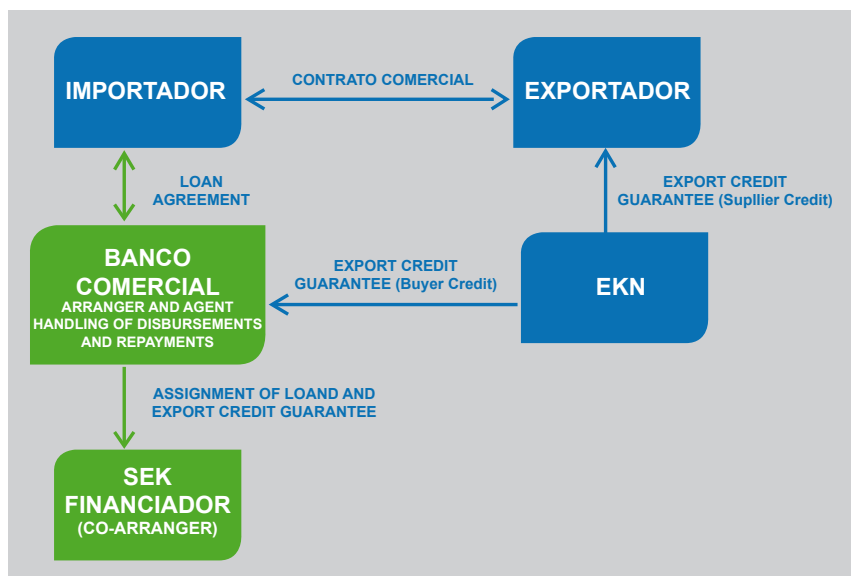 IMPORTADOR
CONTRATO COMERCIAL
EXPORTADOR
LOAN
AGREEMENT
EXPORT CREDIT
GUARANTEE (Supllier Credit)
BANCO
COMERCIAL
ARRANGER AND AGENT
HANDLING OF DISBURSEMENTS
AND REPAYMENTS
EXPORT CREDIT
GUARANTEE (Buyer Credit)
EKN
ASSIGNMENT OF LOAND AND
EXPORT CREDIT GUARANTEE
SEK
FINANCIADOR
(CO-ARRANGER)